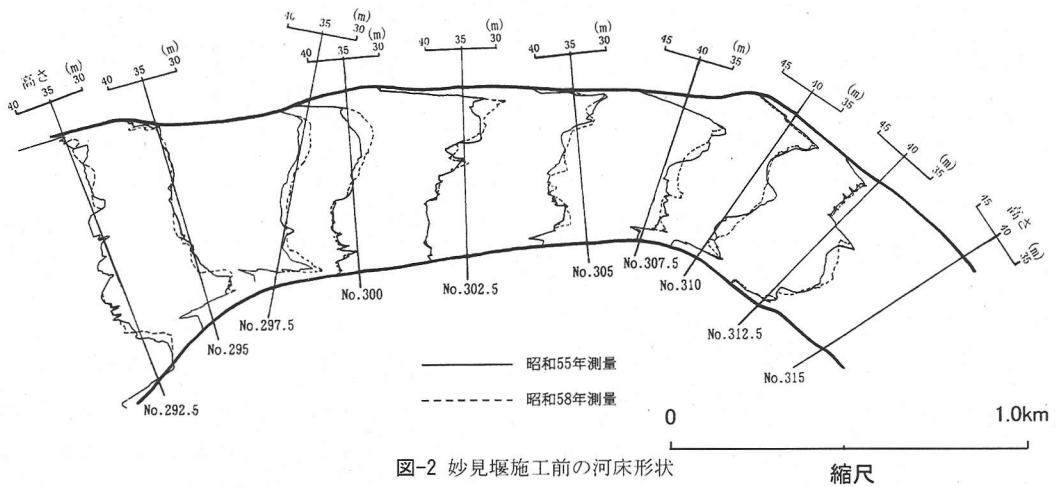 40 35 30 (m)
40 35 30 (m)
40 35 30 (m)
40 35 30 (m)
45 40 35 (m)
45 40 35 (m)
高さ (m)
40 35 30
40 35 30 (m)
45 40 35 (m)
45 40 35 (m)
高さ
No.292.5
No.295
No.297.5
No.300
No.302.5
No.305
No.307.5
No.310
No.312.5
No.315
昭和55年測量
昭和58年測量
0 1.0km
縮尺
図-2 妙見堰施工前の河床形状